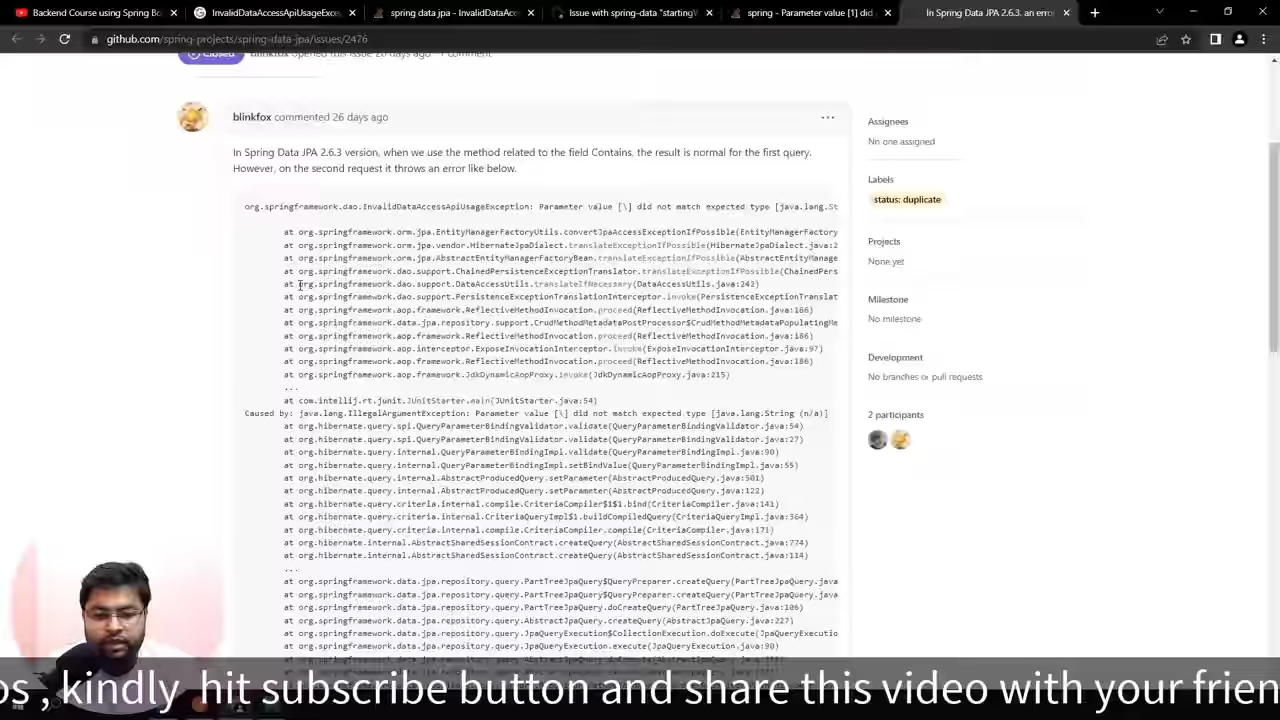 Backend Course using Spring Bo
InvalidDataAccessApiUsageExce
spring data jpa - InvalidDataAc
Issue with spring-data "startingV
spring - Parameter value [1] did
In Spring Data JPA 2.6.3. an erro
github.com/spring-projects/spring-data-jpa/issues/2476
Closed
blinkfox opened this issue 26 days ago · 1 comment
blinkfox commented 26 days ago
In Spring Data JPA 2.6.3 version, when we use the method related to the field Contains, the result is normal for the first query.
However, on the second request it throws an error like below.
org.springframework.dao.InvalidDataAccessApiUsageException: Parameter value [\] did not match expected type [java.lang.St
at org.springframework.orm.jpa.EntityManagerFactoryUtils.convertJpaAccessExceptionIfPossible(EntityManagerFactory
at org.springframework.orm.jpa.vendor.HibernateJpaDialect.translateExceptionIfPossible(HibernateJpaDialect.java:2
at org.springframework.orm.jpa.AbstractEntityManagerFactoryBean.translateExceptionIfPossible(AbstractEntityManage
at org.springframework.dao.support.ChainedPersistenceExceptionTranslator.translateExceptionIfPossible(ChainedPers
at org.springframework.dao.support.DataAccessUtils.translateIfNecessary(DataAccessUtils.java:242)
at org.springframework.dao.support.PersistenceExceptionTranslationInterceptor.invoke(PersistenceExceptionTranslat
at org.springframework.aop.framework.ReflectiveMethodInvocation.proceed(ReflectiveMethodInvocation.java:186)
at org.springframework.data.jpa.repository.support.CrudMethodMetadataPostProcessor$CrudMethodMetadataPopulatingMe
at org.springframework.aop.framework.ReflectiveMethodInvocation.proceed(ReflectiveMethodInvocation.java:186)
at org.springframework.aop.interceptor.ExposeInvocationInterceptor.invoke(ExposeInvocationInterceptor.java:97)
at org.springframework.aop.framework.ReflectiveMethodInvocation.proceed(ReflectiveMethodInvocation.java:186)
at org.springframework.aop.framework.JdkDynamicAopProxy.invoke(JdkDynamicAopProxy.java:215)
...
at com.intellij.rt.junit.JUnitStarter.main(JUnitStarter.java:54)
Caused by: java.lang.IllegalArgumentException: Parameter value [\] did not match expected type [java.lang.String (n/a)]
at org.hibernate.query.spi.QueryParameterBindingValidator.validate(QueryParameterBindingValidator.java:54)
at org.hibernate.query.spi.QueryParameterBindingValidator.validate(QueryParameterBindingValidator.java:27)
at org.hibernate.query.internal.QueryParameterBindingImpl.validate(QueryParameterBindingImpl.java:90)
at org.hibernate.query.internal.QueryParameterBindingImpl.setBindValue(QueryParameterBindingImpl.java:55)
at org.hibernate.query.internal.AbstractProducedQuery.setParameter(AbstractProducedQuery.java:501)
at org.hibernate.query.internal.AbstractProducedQuery.setParameter(AbstractProducedQuery.java:122)
at org.hibernate.query.criteria.internal.compile.CriteriaCompiler$1$1.bind(CriteriaCompiler.java:141)
at org.hibernate.query.criteria.internal.CriteriaQueryImpl$1.buildCompiledQuery(CriteriaQueryImpl.java:364)
at org.hibernate.query.criteria.internal.compile.CriteriaCompiler.compile(CriteriaCompiler.java:171)
at org.hibernate.internal.AbstractSharedSessionContract.createQuery(AbstractSharedSessionContract.java:774)
at org.hibernate.internal.AbstractSharedSessionContract.createQuery(AbstractSharedSessionContract.java:114)
...
at org.springframework.data.jpa.repository.query.PartTreeJpaQuery$QueryPreparer.createQuery(PartTreeJpaQuery.java
at org.springframework.data.jpa.repository.query.PartTreeJpaQuery$QueryPreparer.createQuery(PartTreeJpaQuery.java
at org.springframework.data.jpa.repository.query.PartTreeJpaQuery.doCreateQuery(PartTreeJpaQuery.java:106)
at org.springframework.data.jpa.repository.query.AbstractJpaQuery.createQuery(AbstractJpaQuery.java:227)
at org.springframework.data.jpa.repository.query.JpaQueryExecution$CollectionExecution.doExecute(JpaQueryExecutio
at org.springframework.data.jpa.repository.query.JpaQueryExecution.execute(JpaQueryExecution.java:90)
Assignees
No one assigned
Labels
status: duplicate
Projects
None yet
Milestone
No milestone
Development
No branches or pull requests
2 participants
os , kindly hit subscribe button and share this video with your frien